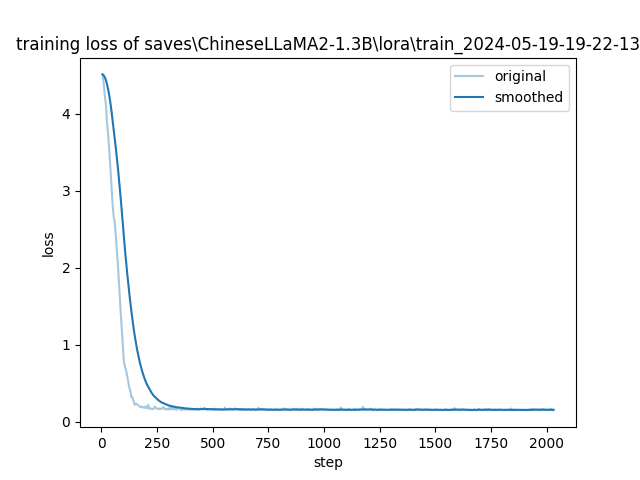 training loss of saves\ChineseLLaMA2-1.3B\lora\train_2024-05-19-19-22-13
original
smoothed
4
3
2
1
0
loss
0 250 500 750 1000 1250 1500 1750 2000
step